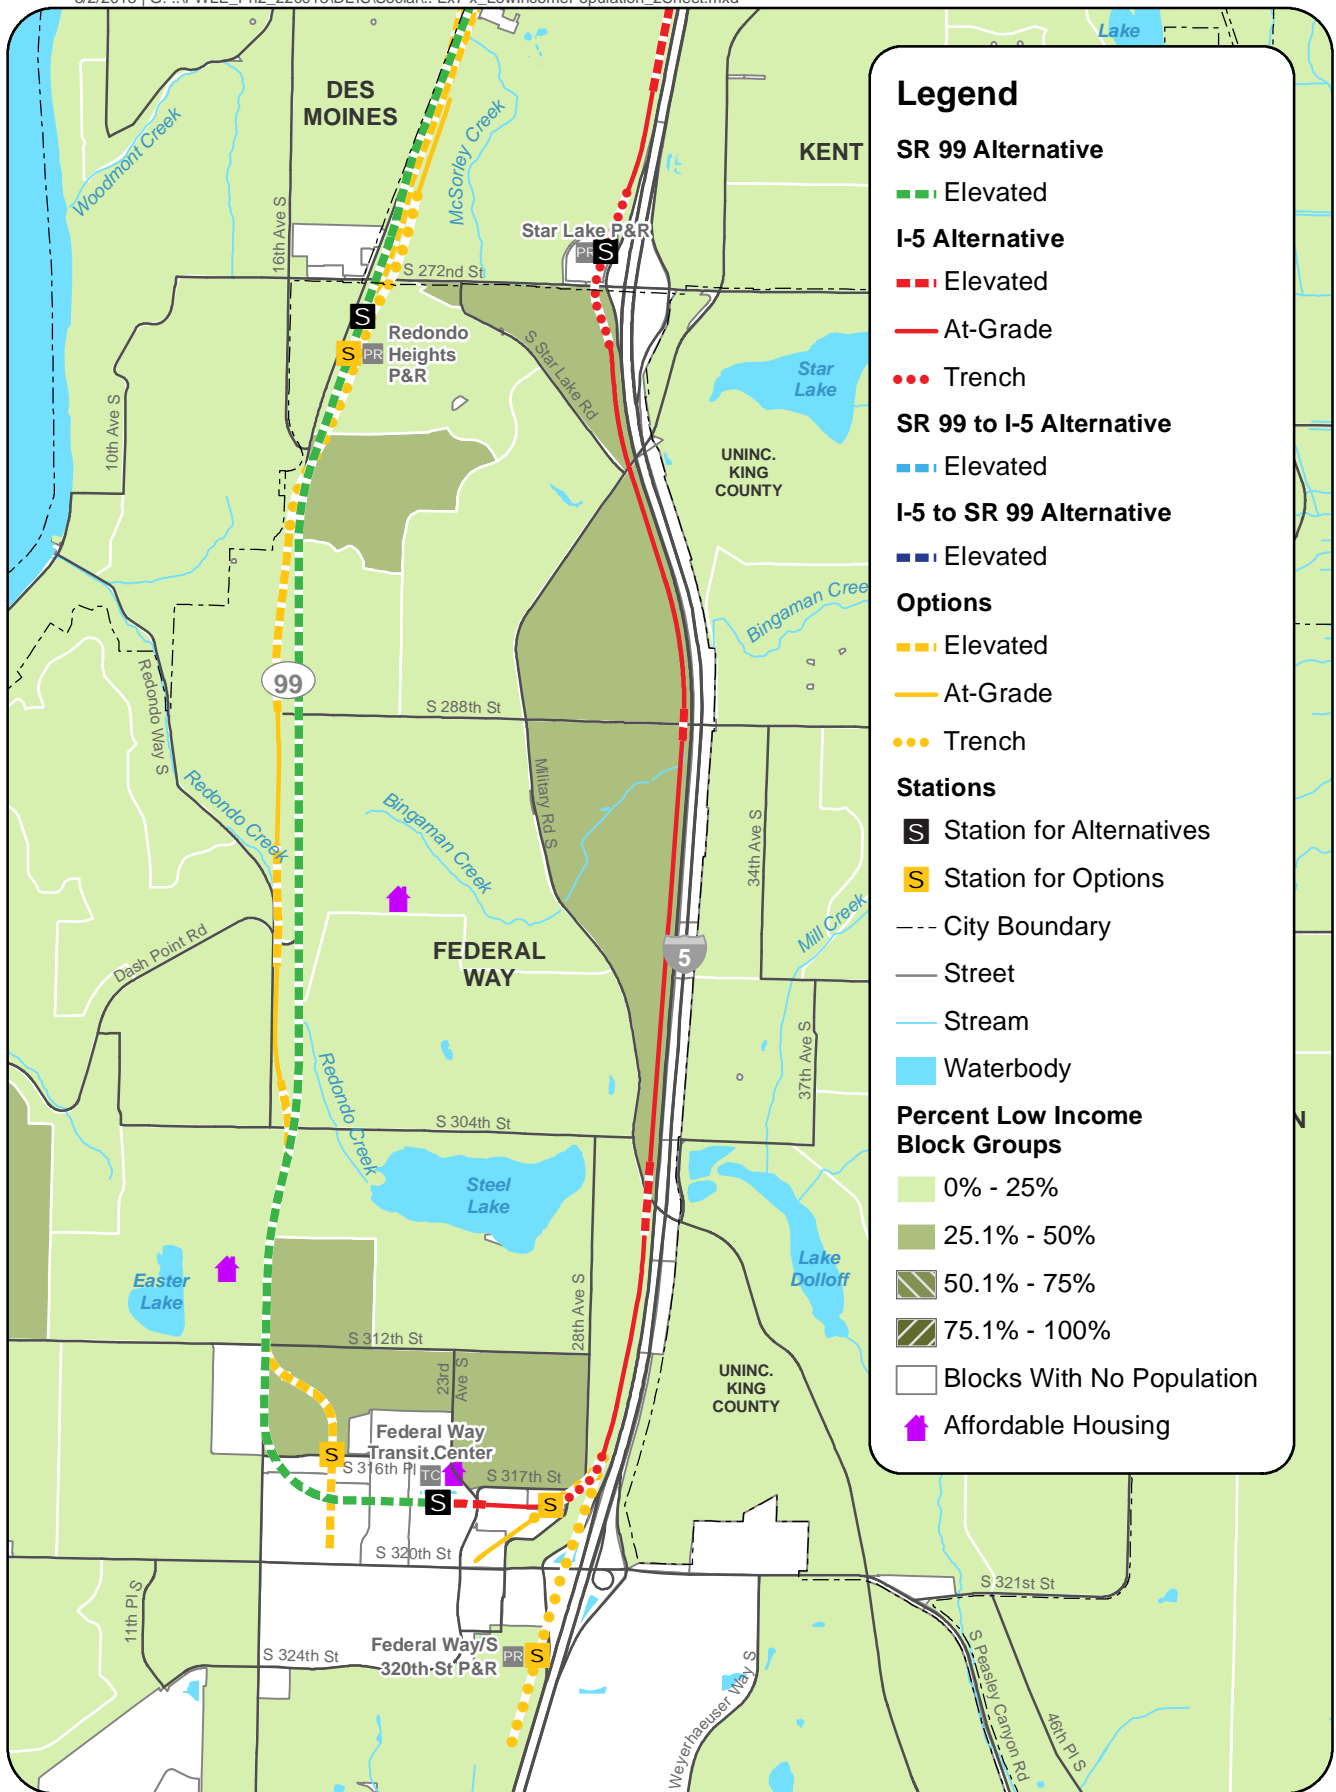 DES
MOINES
KENT
Lake
Woodmont Creek
McSorley Creek
16th Ave S
Star Lake P&R
PR
S
S 272nd St
S
Redondo
Heights
P&R
S
PR
S Star Lake Rd
Star
Lake
10th Ave S
UNINC.
KING
COUNTY
Bingaman Cree
99
Redondo Way S
S 288th St
Redondo Creek
Bingaman Creek
Military Rd S
34th Ave S
Mill Creek
Dash Point Rd
FEDERAL
WAY
5
37th Ave S
Redondo Creek
S 304th St
N
Steel
Lake
Easter
Lake
28th Ave S
Lake
Dolloff
S 312th St
23rd
Ave S
UNINC.
KING
COUNTY
Federal Way
Transit Center
S
S 316th Pl
TC
S 317th St
S
S
S 320th St
S 321st St
11th Pl S
S 324th St
Federal Way/S
320th St P&R
PR
S
Weyerhaeuser Way S
S Peasley Canyon Rd
46th Pl S
Legend
SR 99 Alternative
Elevated
I-5 Alternative
Elevated
At-Grade
Trench
SR 99 to I-5 Alternative
Elevated
I-5 to SR 99 Alternative
Elevated
Options
Elevated
At-Grade
Trench
Stations
S Station for Alternatives
S Station for Options
City Boundary
Street
Stream
Waterbody
Percent Low Income
Block Groups
0% - 25%
25.1% - 50%
50.1% - 75%
75.1% - 100%
Blocks With No Population
Affordable Housing